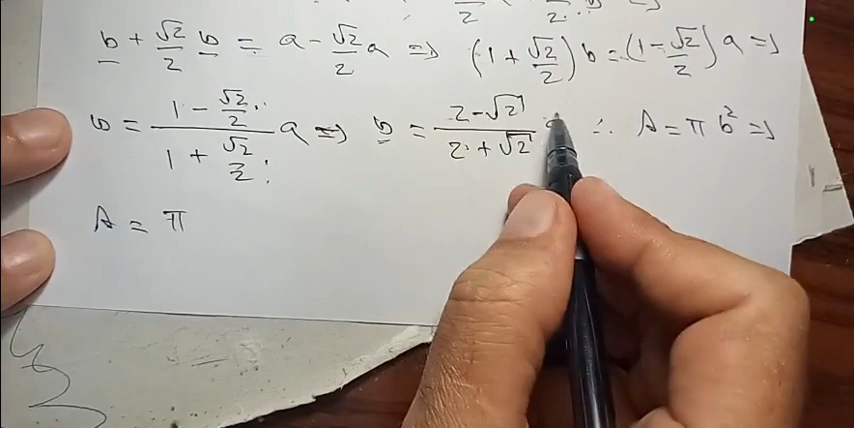 b + √2/2 b = a - √2/2 a => (1 + √2/2) b = (1 - √2/2) a =>
b = (1 - √2/2)/(1 + √2/2) a => b = (2 - √2)/(2 + √2) a ∴ A = π b² =>
A = π